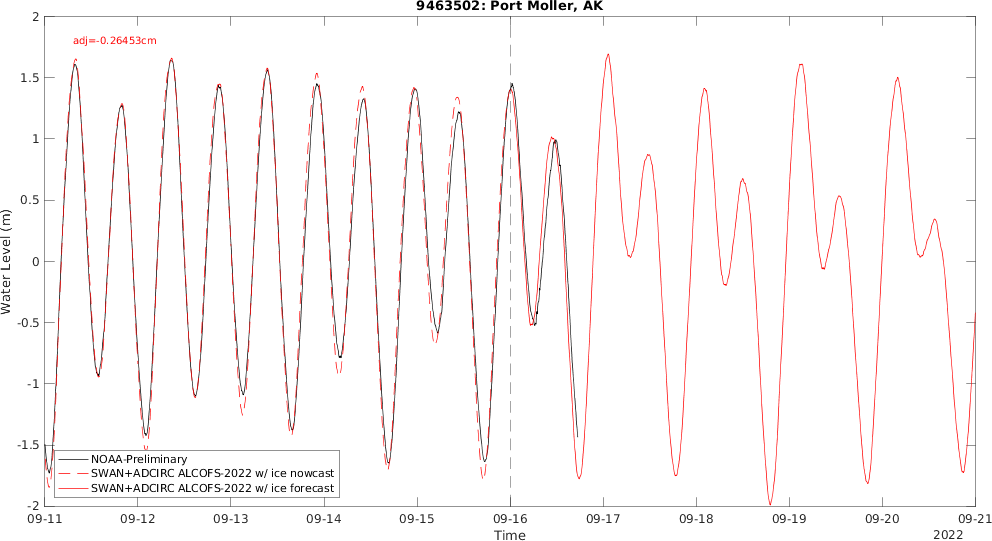 9463502: Port Moller, AK
adj=-0.26453cm
2
1.5
1
0.5
0
-0.5
-1
-1.5
-2
Water Level (m)
NOAA-Preliminary
SWAN+ADCIRC ALCOFS-2022 w/ ice nowcast
SWAN+ADCIRC ALCOFS-2022 w/ ice forecast
09-11 09-12 09-13 09-14 09-15 09-16 09-17 09-18 09-19 09-20 09-21
Time
2022